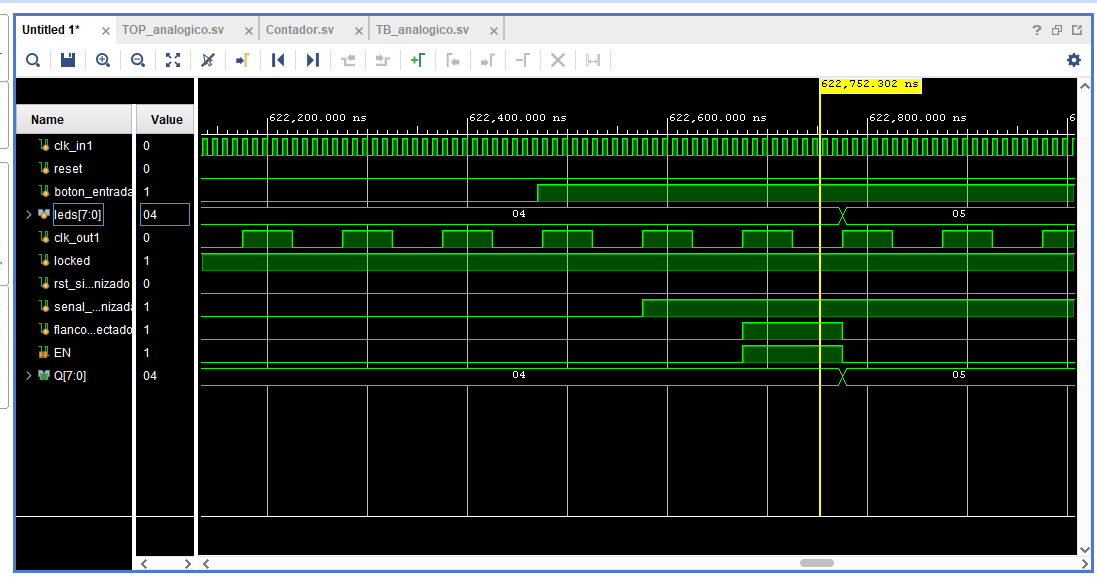 Untitled 1* × TOP_analogico.sv × Contador.sv × TB_analogico.sv ×
?
622,752.302 ns
Name Value
622,200.000 ns 622,400.000 ns 622,600.000 ns 622,800.000 ns 6
clk_in1 0
reset 0
boton_entrada 1
leds[7:0] 04 04 05
clk_out1 0
locked 1
rst_si...nizado 0
senal_...nizada 1
flanco...ectado 1
EN 1
Q[7:0] 04 04 05